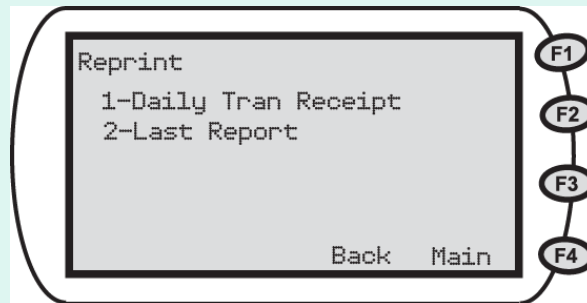 Reprint
1-Daily Tran Receipt
2-Last Report
Back Main
F1
F2
F3
F4